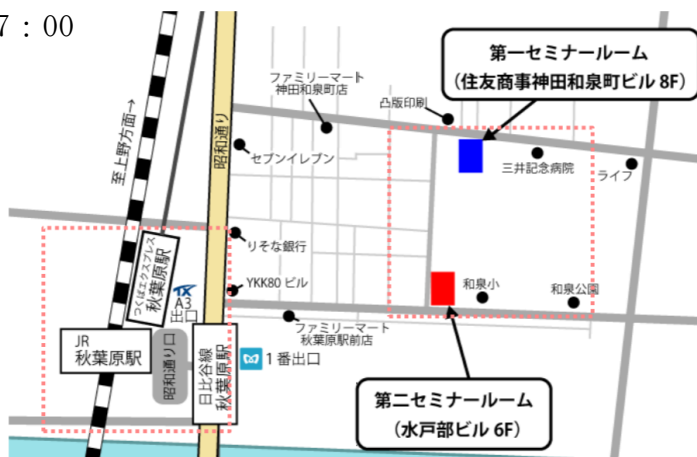 7：00
第一セミナールーム
（住友商事神田和泉町ビル 8F）
ファミリーマート
神田和泉町店
凸版印刷
至上野方面→
昭和通り
セブンイレブン
三井記念病院
ライフ
りそな銀行
つくばエクスプレス
秋葉原駅
TX
A3
出口
YKK80 ビル
和泉小
和泉公園
ファミリーマート
秋葉原駅前店
JR
秋葉原駅
昭和通り口
日比谷線
秋葉原駅
1 番出口
第二セミナールーム
（水戸部ビル 6F）